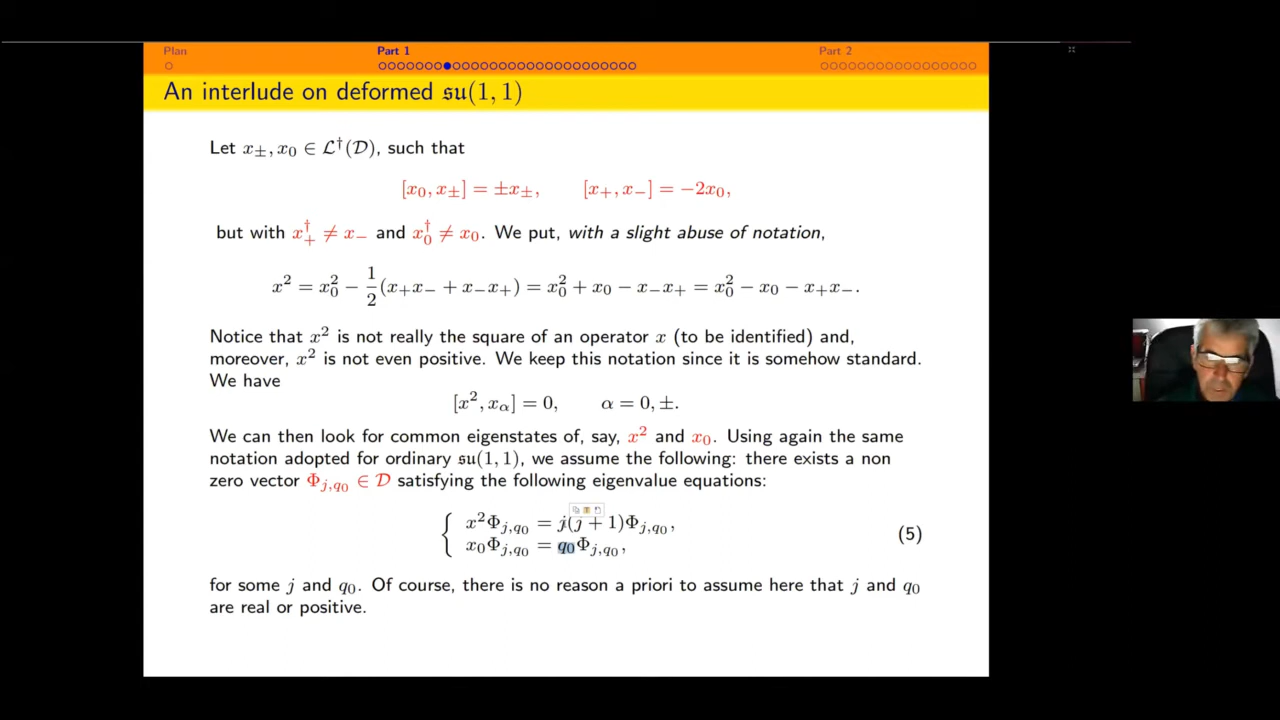 Plan Part 1 Part 2
An interlude on deformed 𝔰𝔲(1, 1)
Let x±, x₀ ∈ ℒ†(𝒟), such that
[x₀, x±] = ±x±, [x₊, x₋] = −2x₀,
but with x₊† ≠ x₋ and x₀† ≠ x₀. We put, with a slight abuse of notation,
x² = x₀² − 1/2 (x₊x₋ + x₋x₊) = x₀² + x₀ − x₋x₊ = x₀² − x₀ − x₊x₋.
Notice that x² is not really the square of an operator x (to be identified) and,
moreover, x² is not even positive. We keep this notation since it is somehow standard.
We have
[x², xα] = 0, α = 0, ±.
We can then look for common eigenstates of, say, x² and x₀. Using again the same
notation adopted for ordinary 𝔰𝔲(1, 1), we assume the following: there exists a non
zero vector Φj,q₀ ∈ 𝒟 satisfying the following eigenvalue equations:
x²Φj,q₀ = j(j + 1)Φj,q₀,
x₀Φj,q₀ = q₀Φj,q₀,
(5)
for some j and q₀. Of course, there is no reason a priori to assume here that j and q₀
are real or positive.